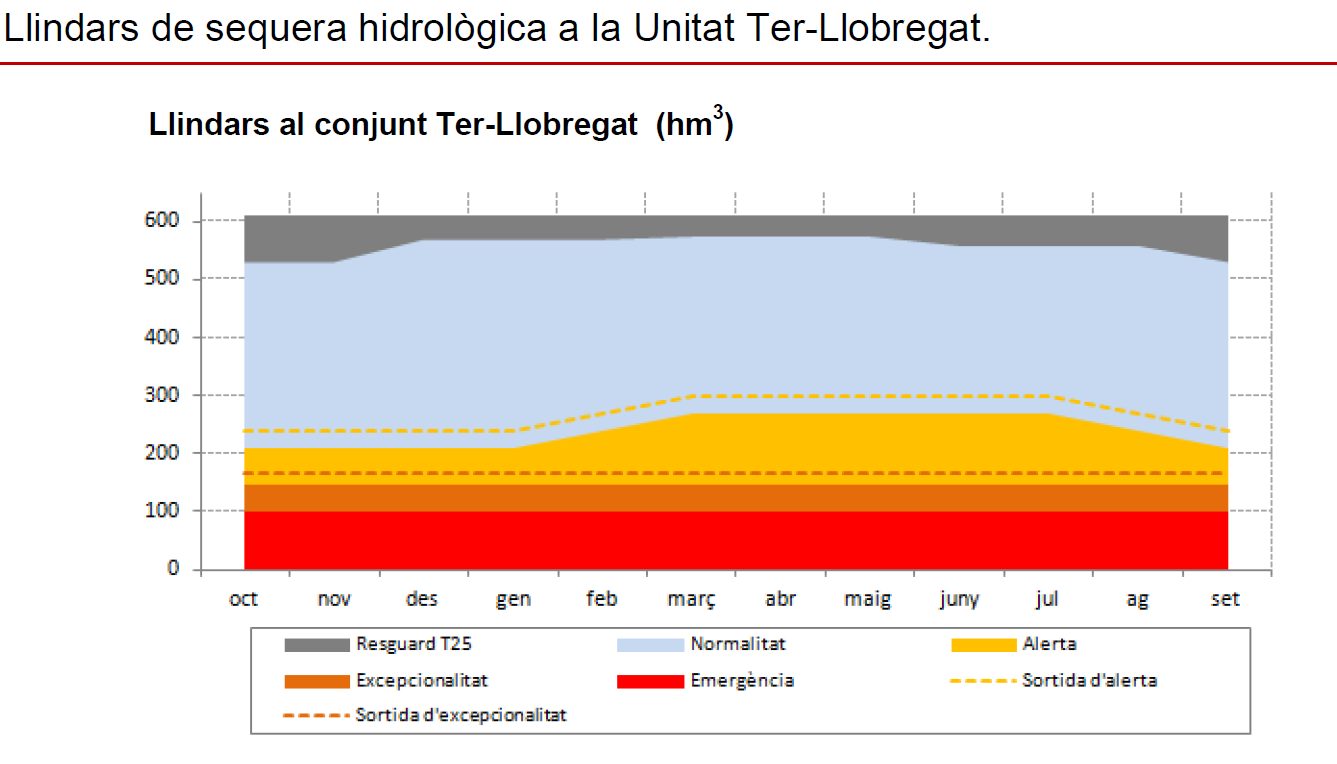 Llindars de sequera hidrològica a la Unitat Ter-Llobregat.
Llindars al conjunt Ter-Llobregat (hm³)
600
500
400
300
200
100
0
oct nov des gen feb març abr maig juny jul ag set
Resguard T25 Normalitat Alerta
Excepcionalitat Emergència Sortida d'alerta
Sortida d'excepcionalitat